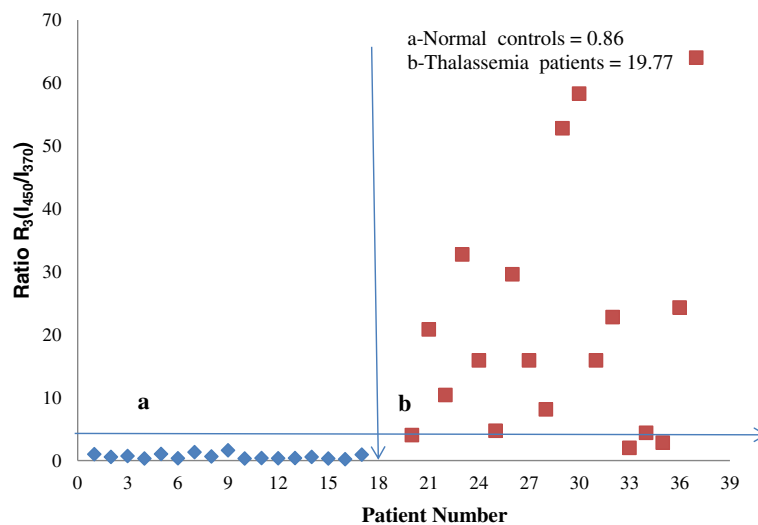 70
60
50
40
30
20
10
0
Ratio R3(I450/I370)
a-Normal controls = 0.86
b-Thalassemia patients = 19.77
a
b
0 3 6 9 12 15 18 21 24 27 30 33 36 39
Patient Number